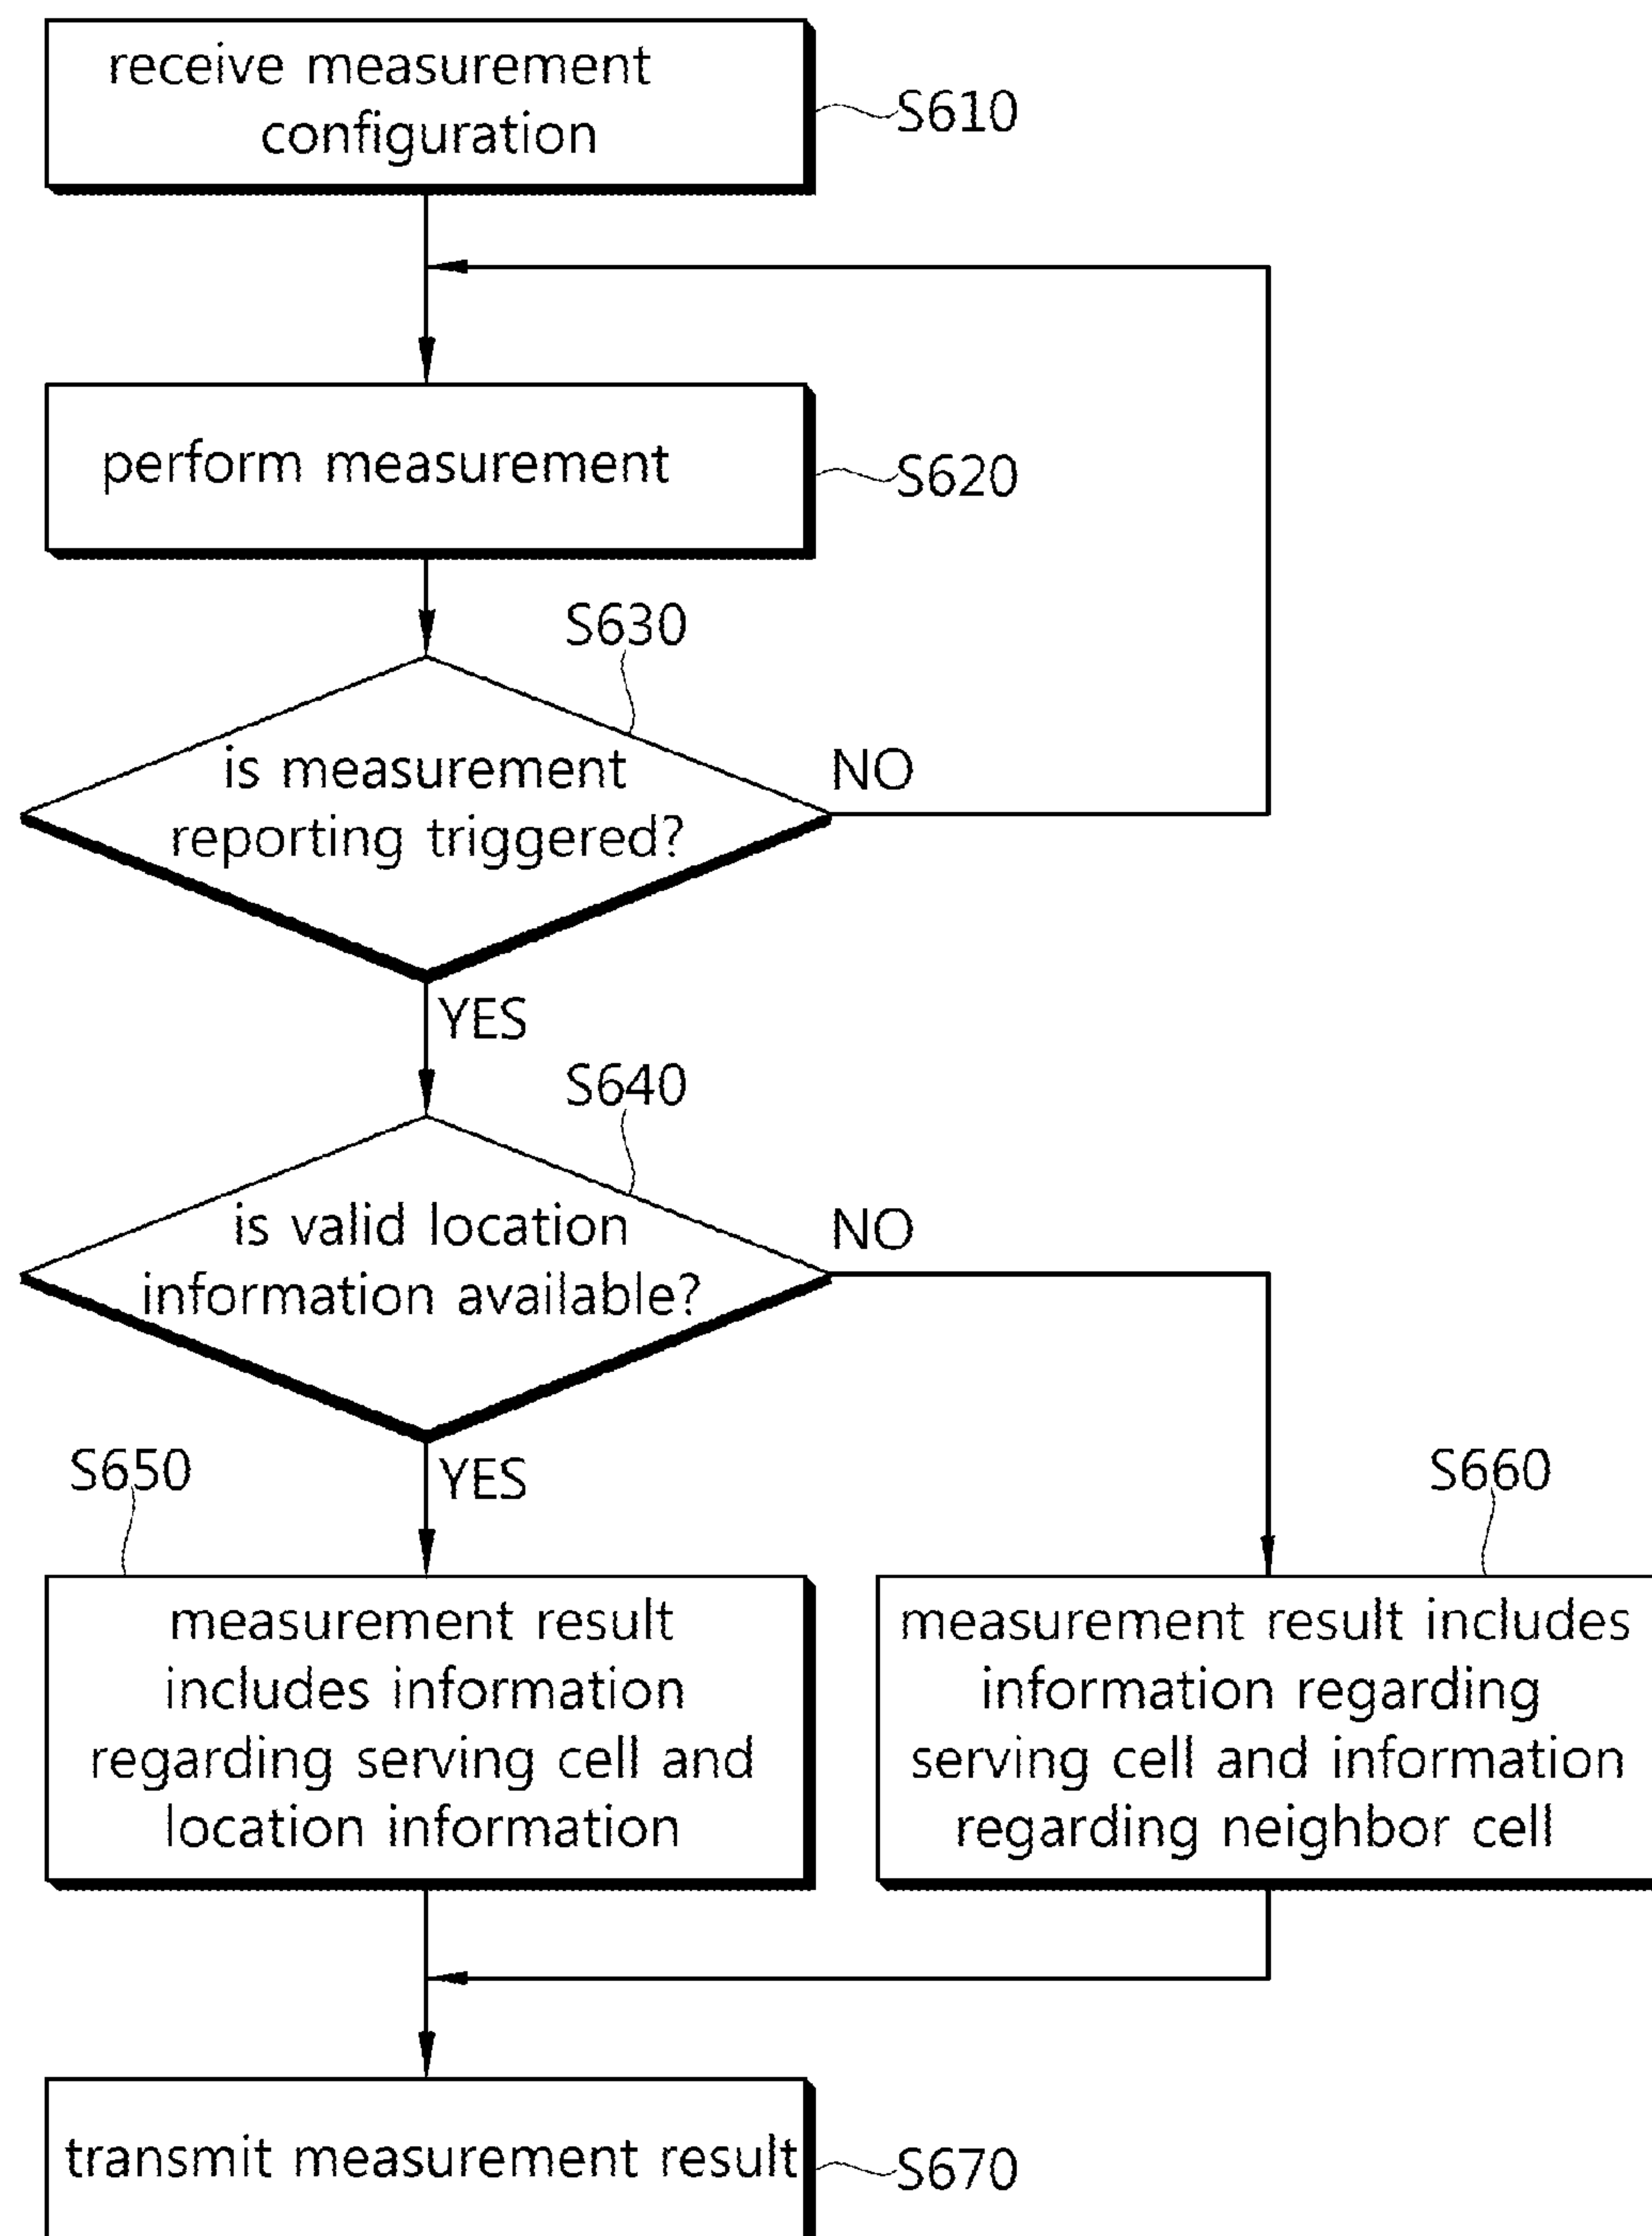 receive measurement
configuration
S610
perform measurement
S620
S630
is measurement
reporting triggered?
NO
YES
S640
is valid location
information available?
NO
YES
S650
S660
measurement result
includes information
regarding serving cell and
location information
measurement result includes
information regarding
serving cell and information
regarding neighbor cell
transmit measurement result
S670